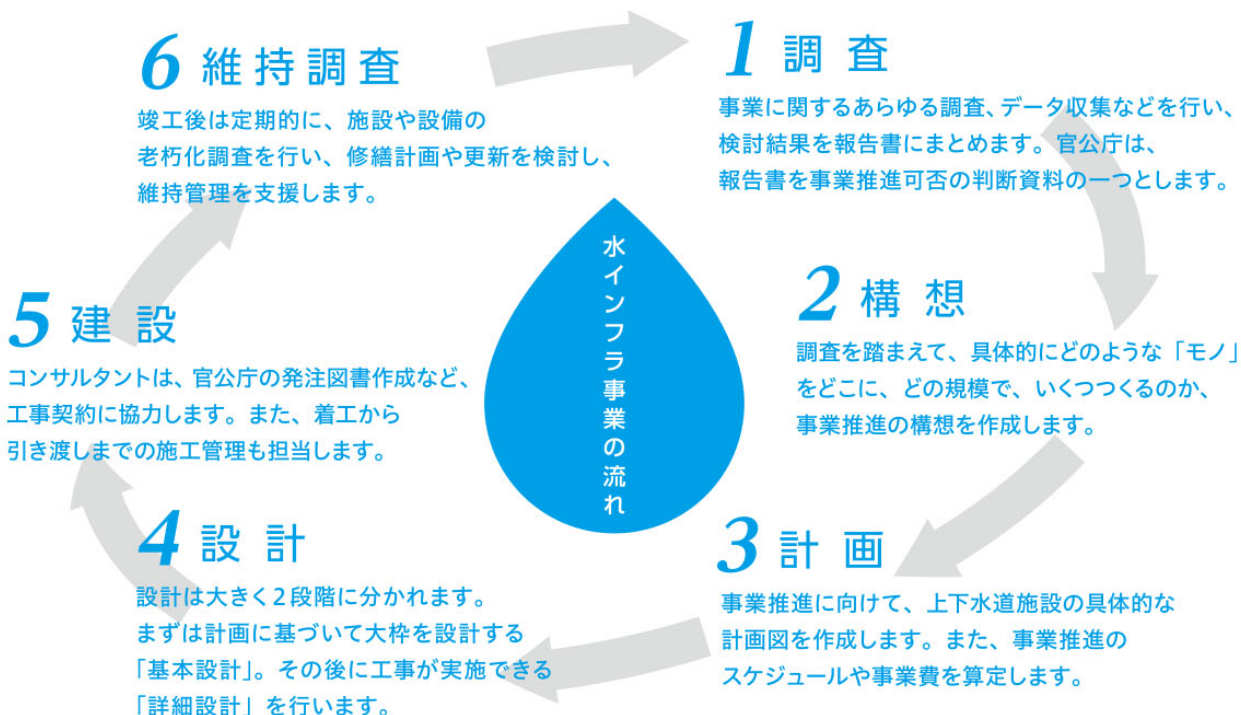 水インフラ事業の流れ
1 調査
事業に関するあらゆる調査、データ収集などを行い、
検討結果を報告書にまとめます。官公庁は、
報告書を事業推進可否の判断資料の一つとします。
2 構想
調査を踏まえて、具体的にどのような「モノ」
をどこに、どの規模で、いくつつくるのか、
事業推進の構想を作成します。
3 計画
事業推進に向けて、上下水道施設の具体的な
計画図を作成します。また、事業推進の
スケジュールや事業費を算定します。
4 設計
設計は大きく2段階に分かれます。
まずは計画に基づいて大枠を設計する
「基本設計」。その後に工事が実施できる
「詳細設計」を行います。
5 建設
コンサルタントは、官公庁の発注図書作成など、
工事契約に協力します。また、着工から
引き渡しまでの施工管理も担当します。
6 維持調査
竣工後は定期的に、施設や設備の
老朽化調査を行い、修繕計画や更新を検討し、
維持管理を支援します。